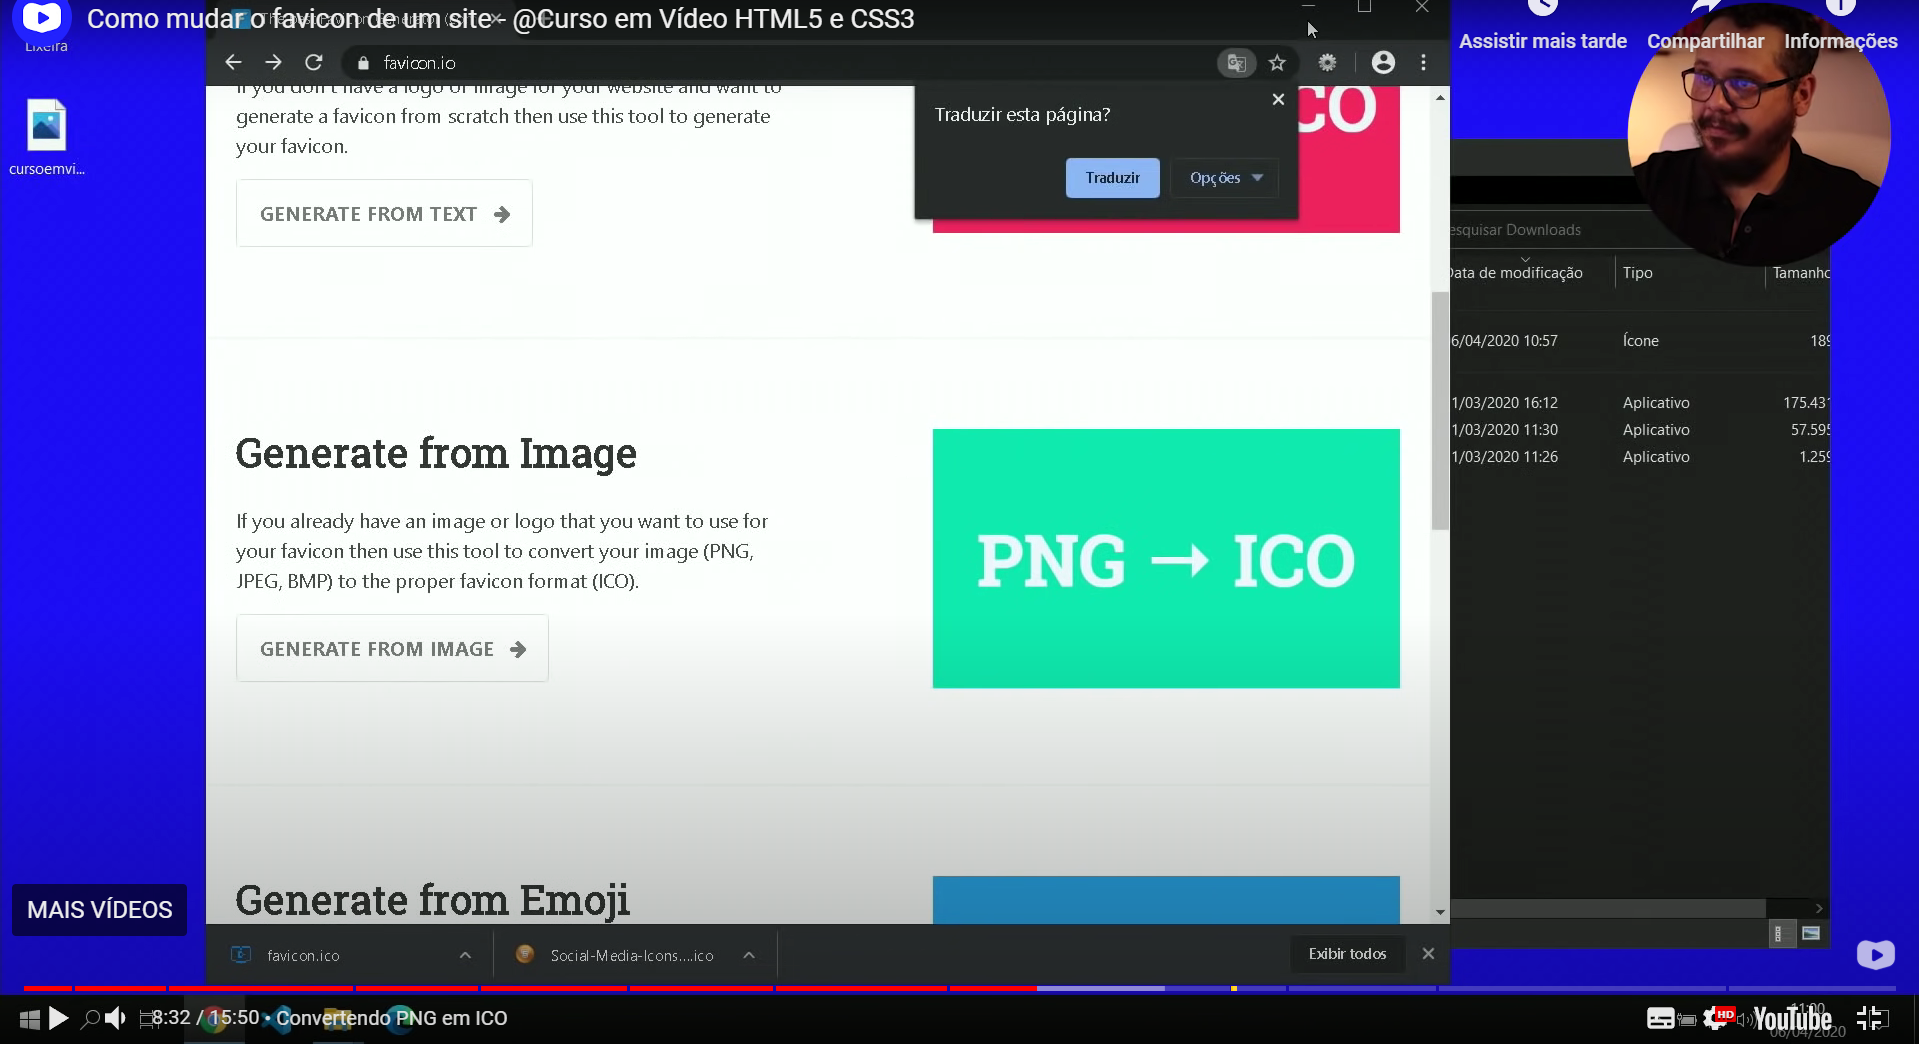 Como mudar o favicon de um site - @Curso em Vídeo HTML5 e CSS3
Assistir mais tarde
Compartilhar
Informações
Lixeira
cursoemvi...
favicon.io
If you don't have a logo or image for your website and want to
generate a favicon from scratch then use this tool to generate
your favicon.
GENERATE FROM TEXT
Traduzir esta página?
Traduzir
Opções
ICO
esquisar Downloads
Data de modificação
Tipo
Tamanho
6/04/2020 10:57
Ícone
189
1/03/2020 16:12
Aplicativo
175.431
1/03/2020 11:30
Aplicativo
57.595
1/03/2020 11:26
Aplicativo
1.259
Generate from Image
If you already have an image or logo that you want to use for
your favicon then use this tool to convert your image (PNG,
JPEG, BMP) to the proper favicon format (ICO).
GENERATE FROM IMAGE
PNG → ICO
Generate from Emoji
MAIS VÍDEOS
favicon.ico
Social-Media-Icons....ico
Exibir todos
8:32 / 15:50 • Convertendo PNG em ICO
HD
YouTube
11:00
06/04/2020